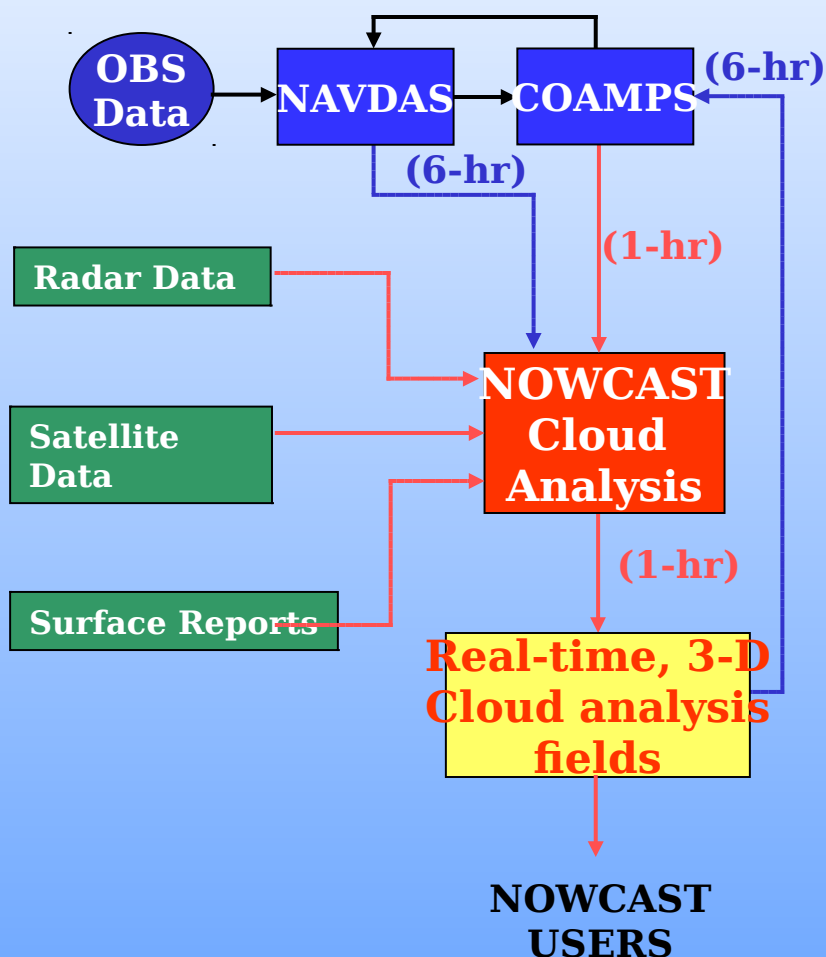 OBS
Data
NAVDAS
COAMPS
(6-hr)
(6-hr)
(1-hr)
Radar Data
Satellite
Data
Surface Reports
NOWCAST
Cloud
Analysis
(1-hr)
Real-time, 3-D
Cloud analysis
fields
NOWCAST
USERS